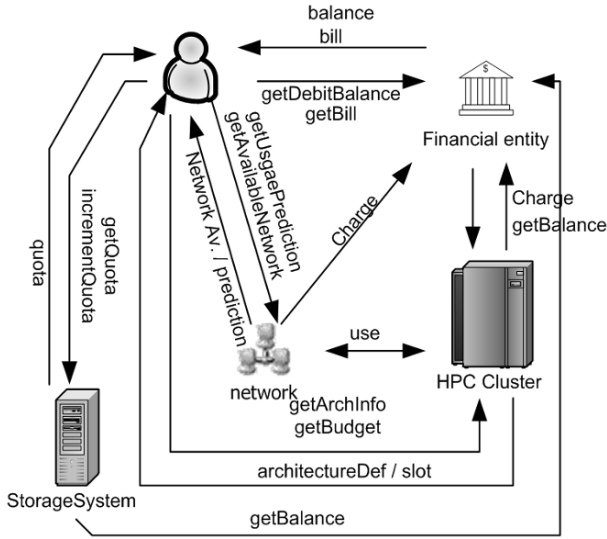 balance
bill
getDebitBalance
getBill
$
Financial entity
getUsgaePrediction
getAvailableNetwork
Network Av. / prediction
Charge
Charge
getBalance
getQuota
incrementQuota
quota
use
network
HPC Cluster
getArchInfo
getBudget
architectureDef / slot
StorageSystem
getBalance